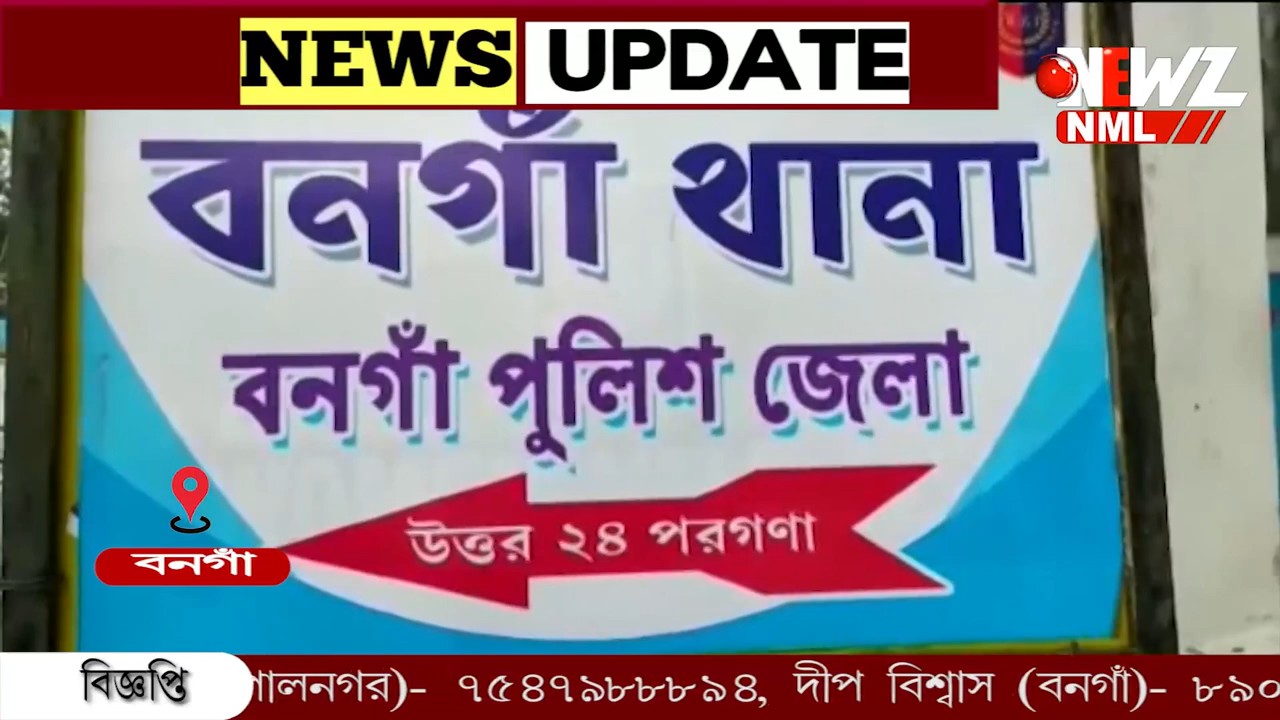 NEWS UPDATE
NEWZ
NML
বনগাঁ থানা
বনগাঁ পুলিশ জেলা
উত্তর ২৪ পরগণা
বনগাঁ
বিজ্ঞপ্তি
পালনগর)- ৭৫৪৭৯৮৮৮৯৪, দীপ বিশ্বাস (বনগাঁ)- ৮৯০